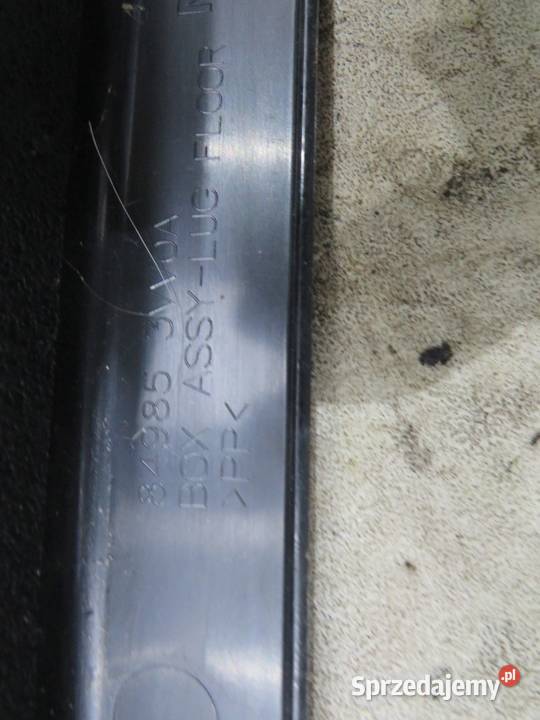 84985
BOX ASSY-LUG FLOOR
>PP<
Sprzedajemy.pl